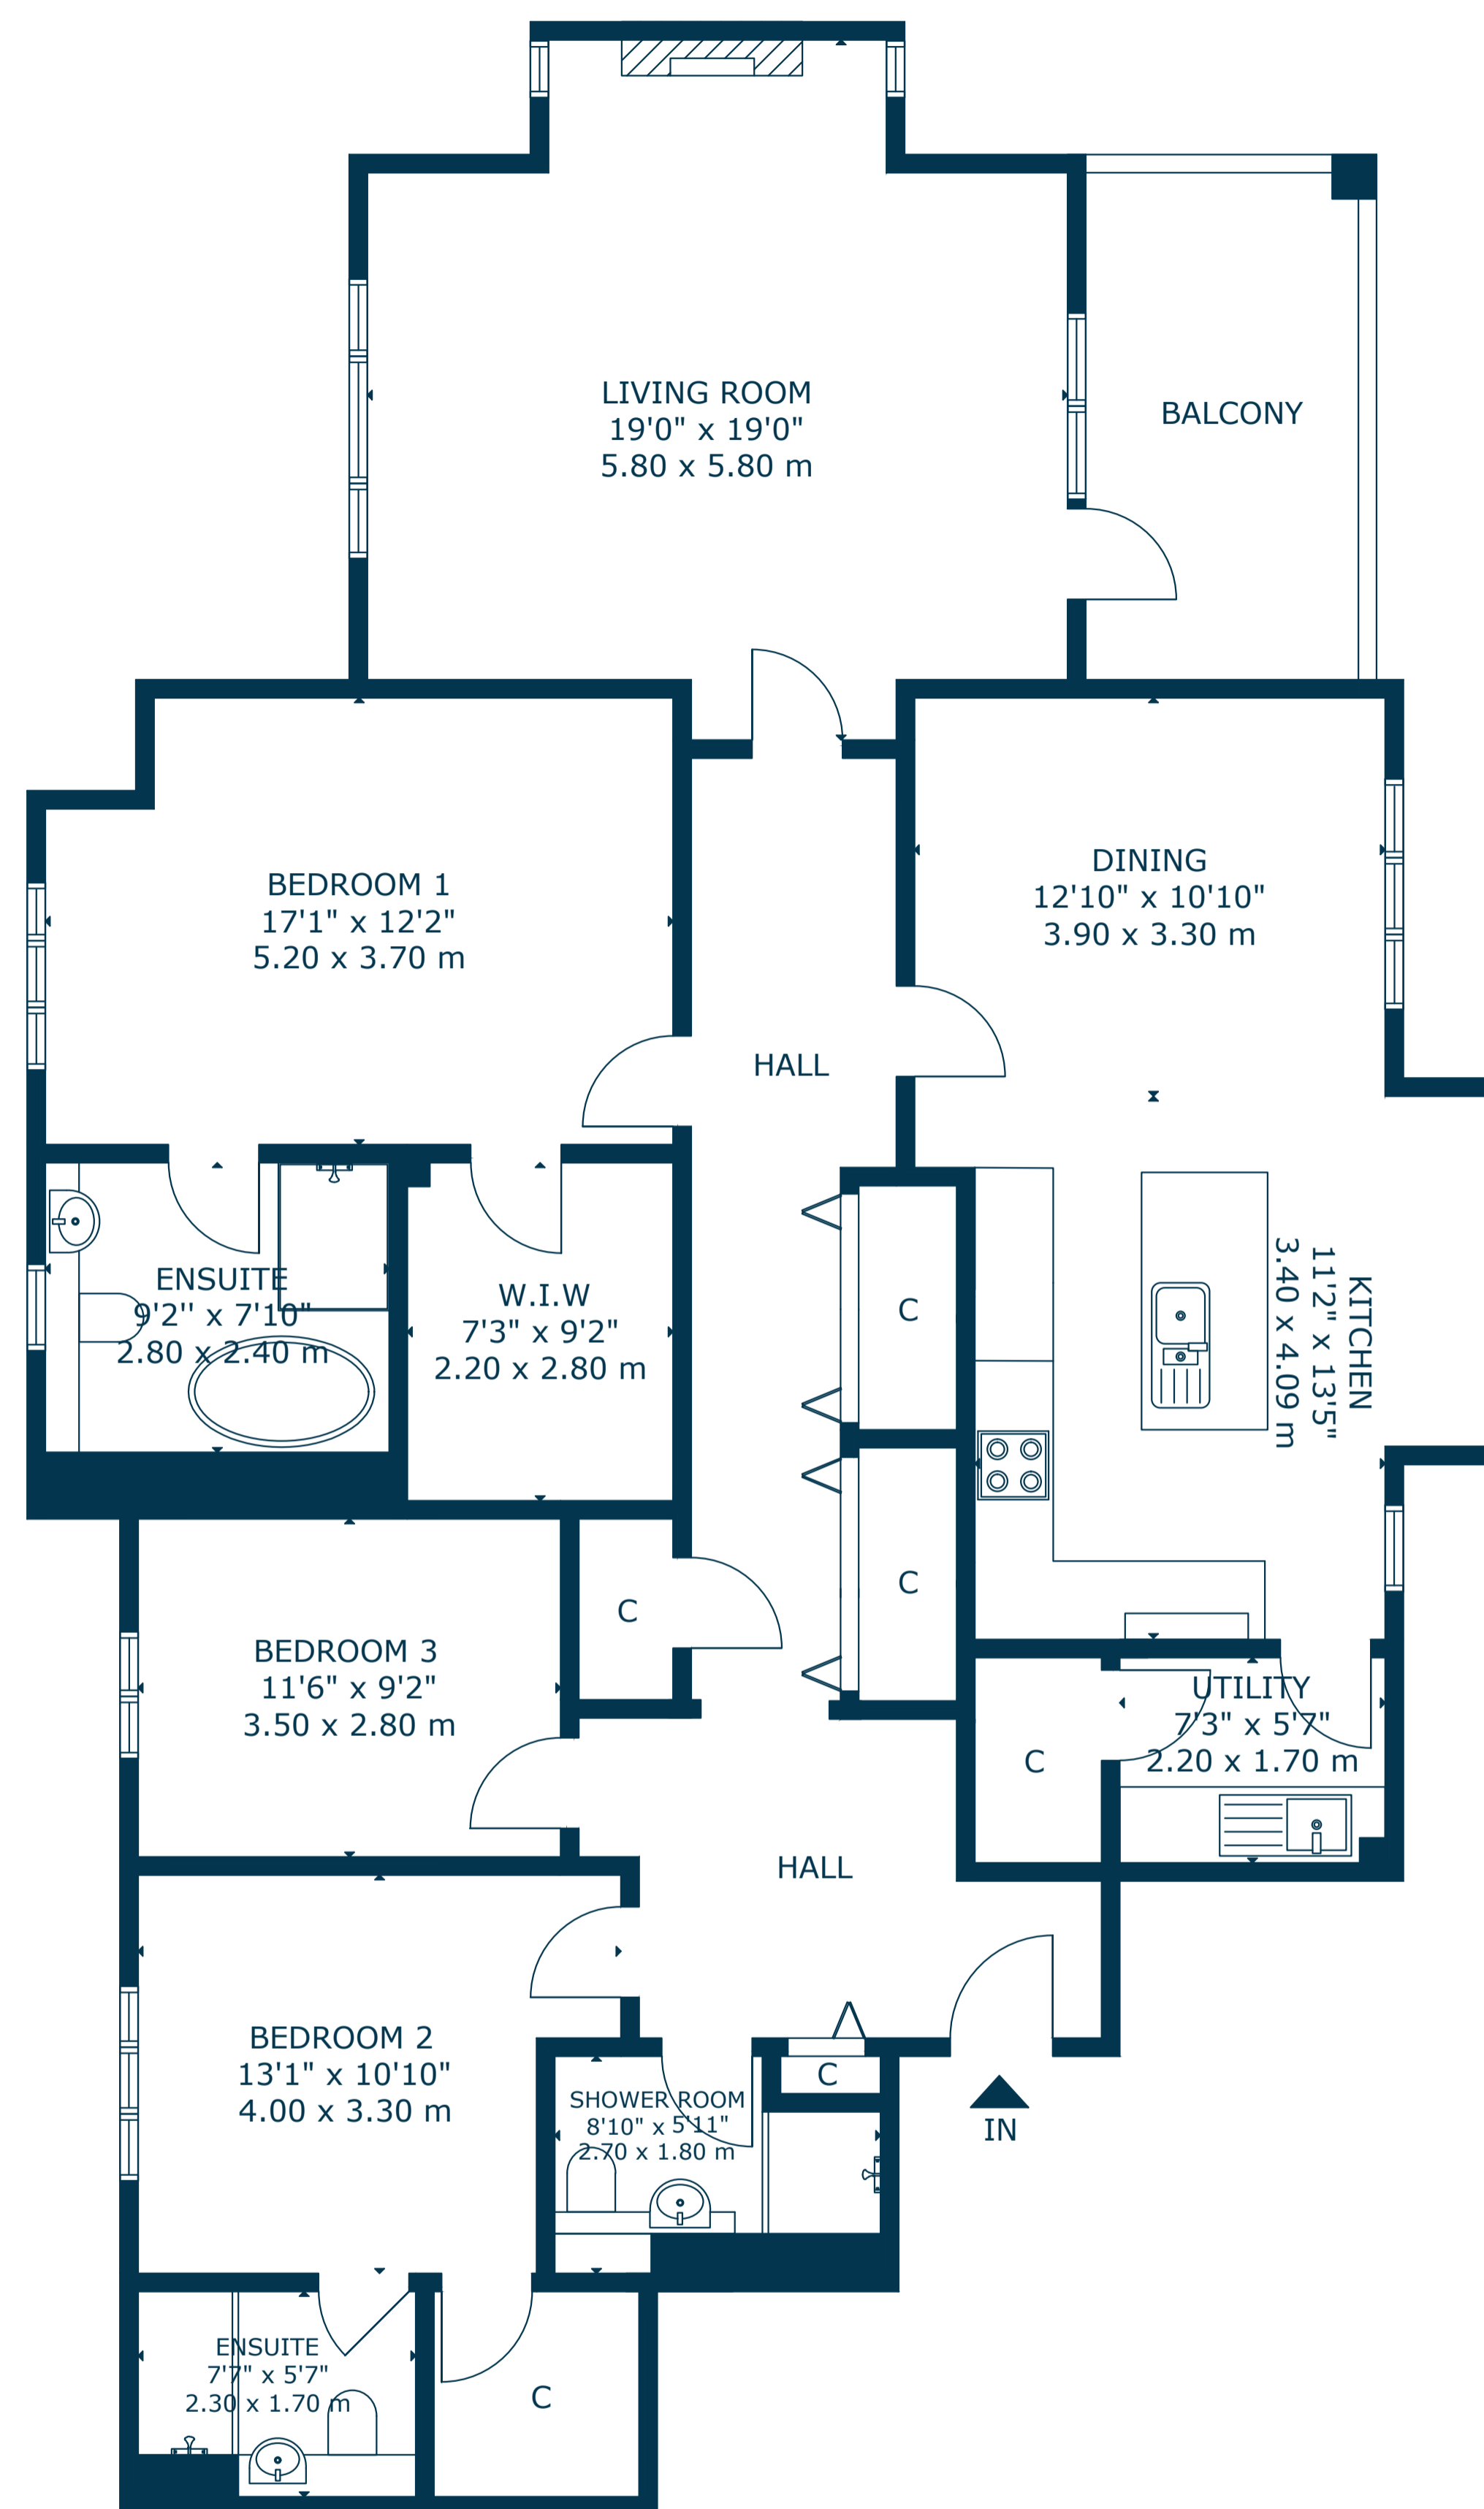 LIVING ROOM
19'0" x 19'0"
5.80 x 5.80 m
BALCONY
BEDROOM 1
17'1" x 12'2"
5.20 x 3.70 m
DINING
12'10" x 10'10"
3.90 x 3.30 m
HALL
ENSUITE
9'2'' x 7'10"
2.80 x 2.40 m
W.I.W
7'3" x 9'2"
2.20 x 2.80 m
C
KITCHEN
11'2" x 13'5"
3.40 x 4.09 m
C
C
BEDROOM 3
11'6" x 9'2"
3.50 x 2.80 m
UTILITY
7'3" x 5'7"
2.20 x 1.70 m
C
HALL
BEDROOM 2
13'1" x 10'10"
4.00 x 3.30 m
C
SHOWER ROOM
8'10" x 5'11"
2.70 x 1.80 m
IN
ENSUITE
7'7" x 5'7"
2.30 x 1.70 m
C